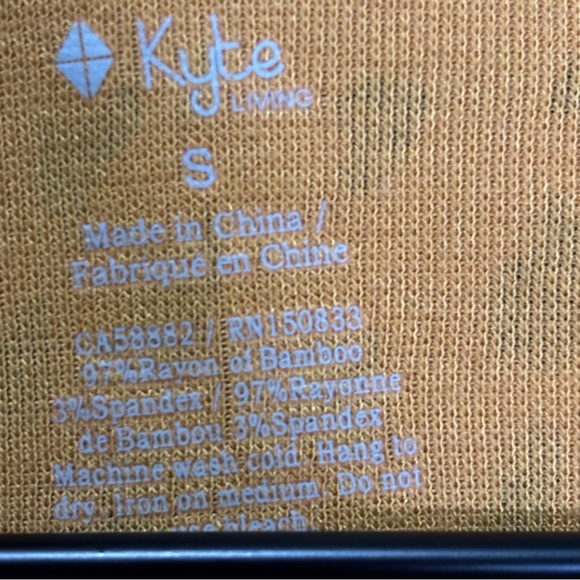 Kyte
LIVING
S
Made in China /
Fabriqué en Chine
CA58882 / RN150833
97%Rayon of Bamboo
3%Spandex / 97%Rayonne
de Bambou 3%Spandex
Machine wash cold. Hang to
dry. Iron on medium. Do not
bleach.